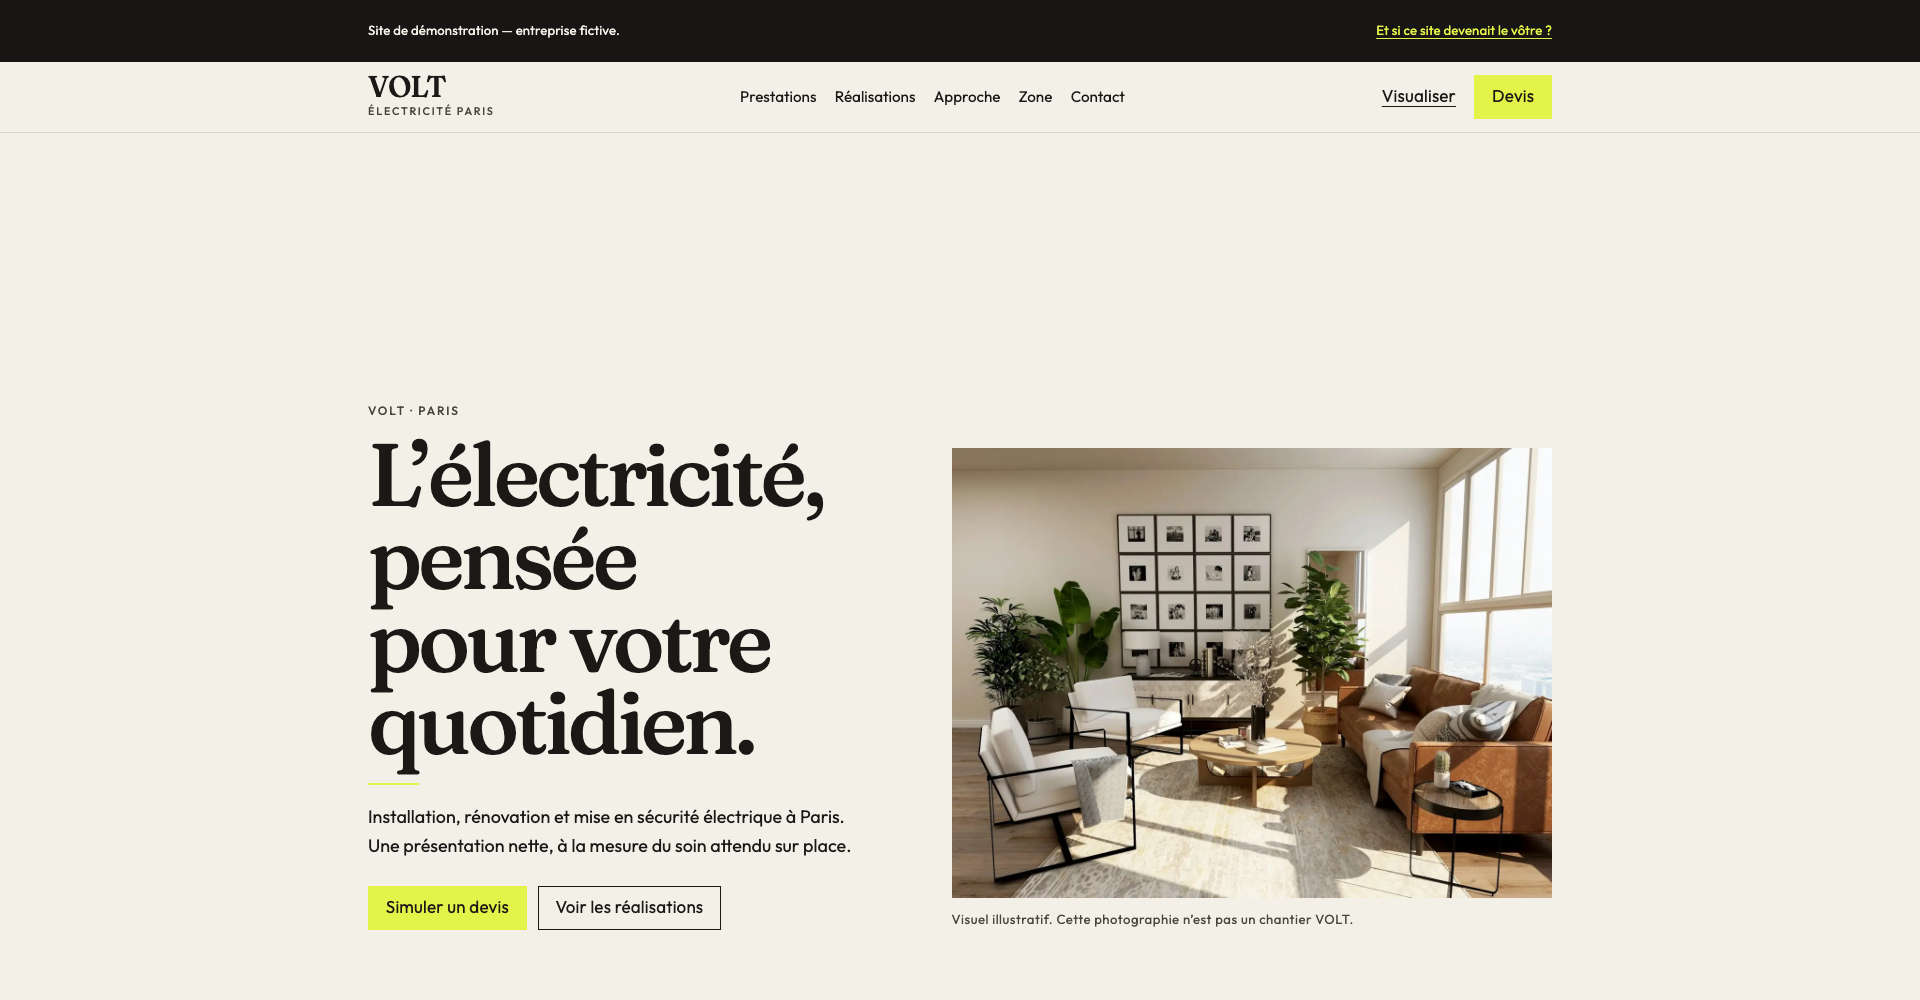 Site de démonstration — entreprise fictive.
Et si ce site devenait le vôtre ?
VOLT
ÉLECTRICITÉ PARIS
Prestations
Réalisations
Approche
Zone
Contact
Visualiser
Devis
VOLT · PARIS
L’électricité,
pensée
pour votre
quotidien.
Installation, rénovation et mise en sécurité électrique à Paris.
Une présentation nette, à la mesure du soin attendu sur place.
Simuler un devis
Voir les réalisations
Visuel illustratif. Cette photographie n’est pas un chantier VOLT.